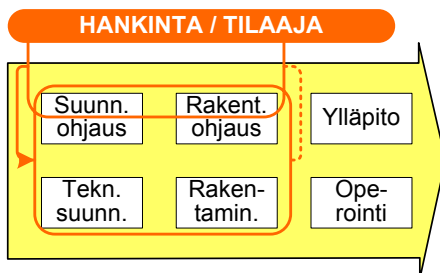 HANKINTA / TILAAJA
Suunn.
ohjaus
Rakent.
ohjaus
Ylläpito
Tekn.
suunn.
Raken-
tamin.
Ope-
rointi